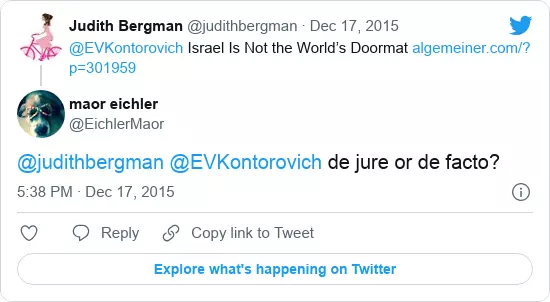 Judith Bergman @judithbergman · Dec 17, 2015
@EVKontorovich Israel Is Not the World’s Doormat algemeiner.com/?
p=301959
maor eichler
@EichlerMaor
@judithbergman @EVKontorovich de jure or de facto?
5:38 PM · Dec 17, 2015
Reply Copy link to Tweet
Explore what's happening on Twitter